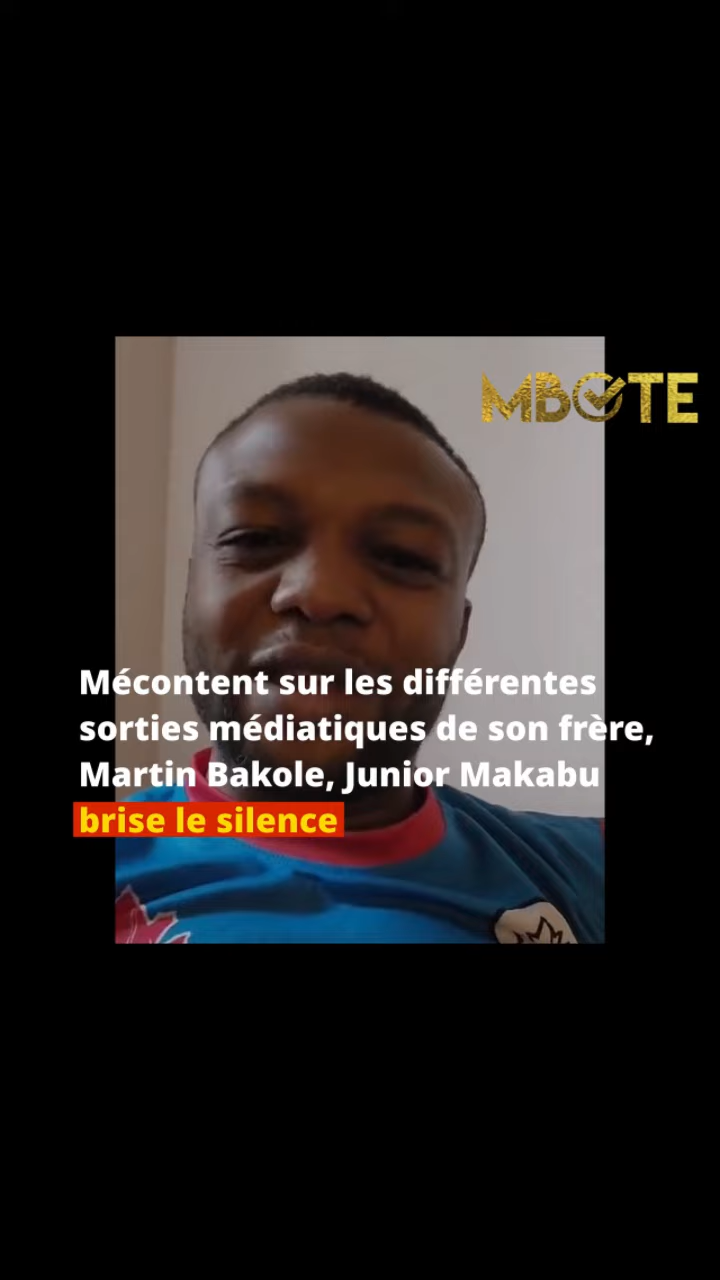 MBOTE
Mécontent sur les différentes
sorties médiatiques de son frère,
Martin Bakole, Junior Makabu
brise le silence